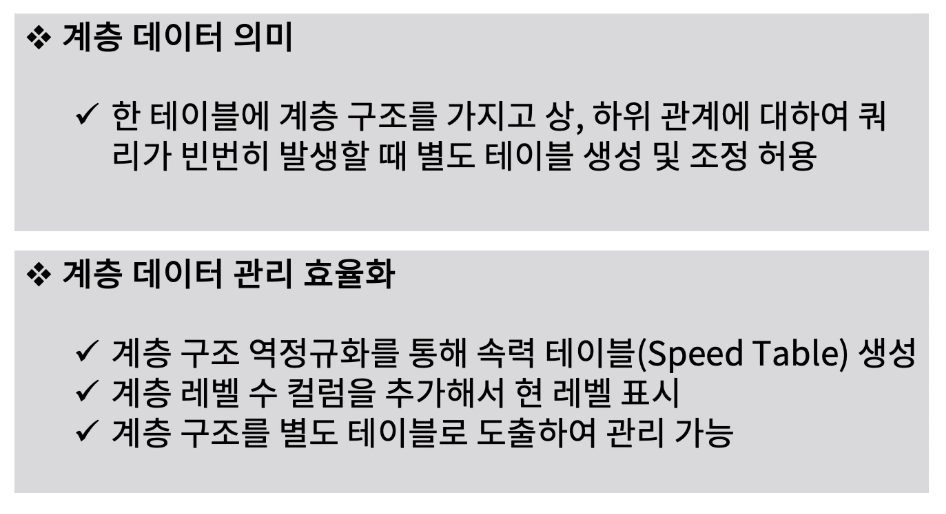 ❖ 계층 데이터 의미
✓ 한 테이블에 계층 구조를 가지고 상, 하위 관계에 대하여 쿼
리가 빈번히 발생할 때 별도 테이블 생성 및 조정 허용
❖ 계층 데이터 관리 효율화
✓ 계층 구조 역정규화를 통해 속력 테이블(Speed Table) 생성
✓ 계층 레벨 수 컬럼을 추가해서 현 레벨 표시
✓ 계층 구조를 별도 테이블로 도출하여 관리 가능